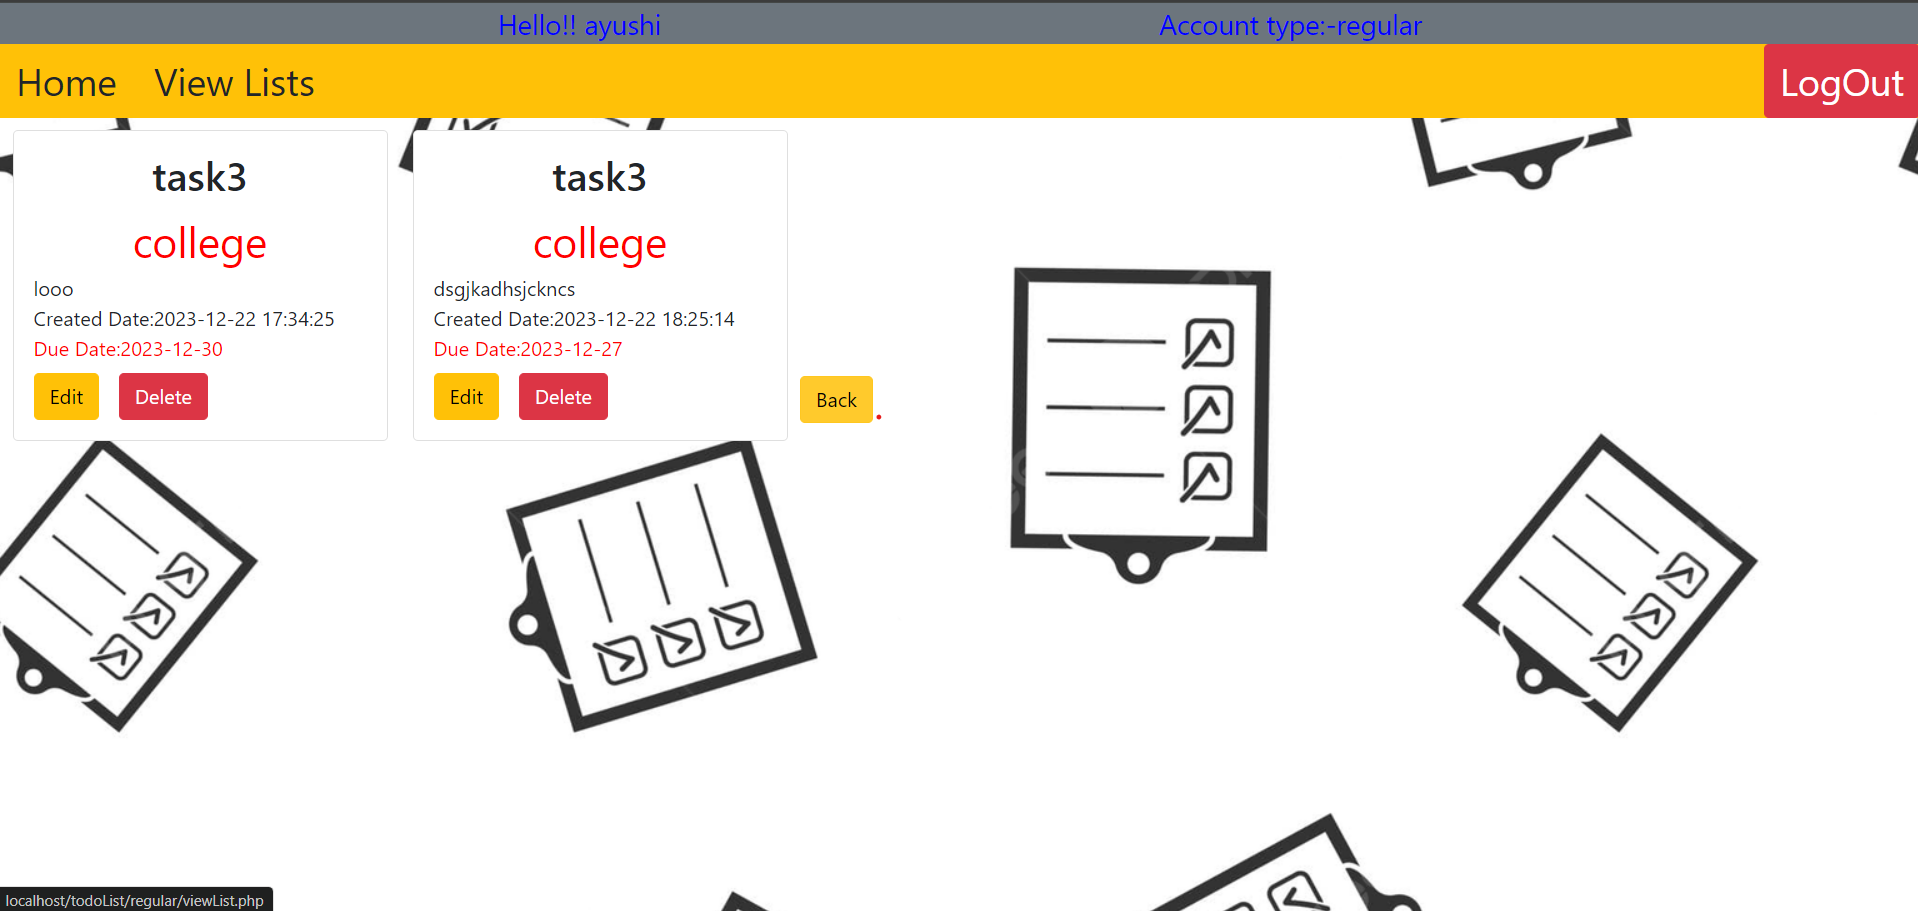 Hello!! ayushi
Account type:-regular
Home
View Lists
LogOut
task3
college
looo
Created Date:2023-12-22 17:34:25
Due Date:2023-12-30
Edit
Delete
task3
college
dsgjkadhsjckncs
Created Date:2023-12-22 18:25:14
Due Date:2023-12-27
Edit
Delete
Back
.
localhost/todoList/regular/viewList.php